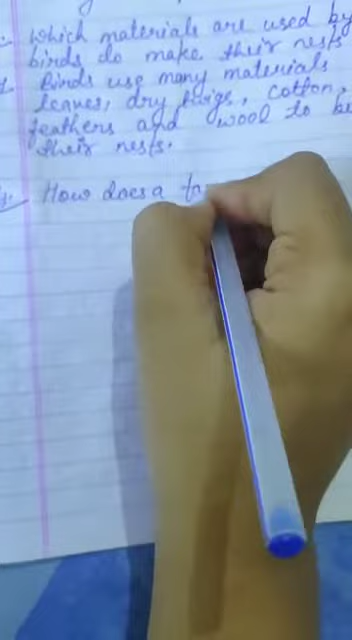 which materials are used by
birds do make their nests
Birds use many materials
leaves, dry twigs, cotton,
feathers and wool to
their nests.
How does a